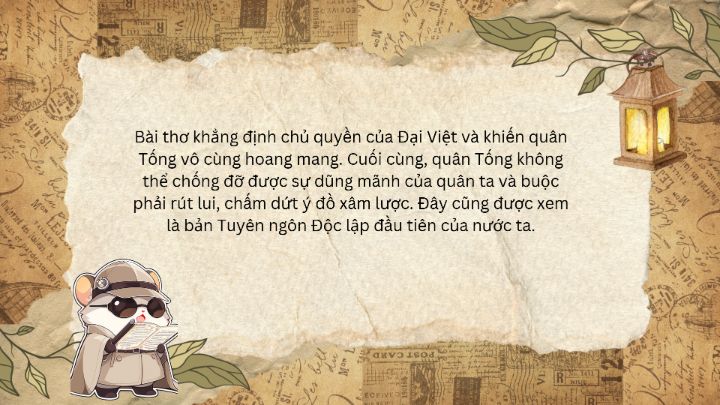 Bài thơ khẳng định chủ quyền của Đại Việt và khiến quân
Tống vô cùng hoang mang. Cuối cùng, quân Tống không
thể chống đỡ được sự dũng mãnh của quân ta và buộc
phải rút lui, chấm dứt ý đồ xâm lược. Đây cũng được xem
là bản Tuyên ngôn Độc lập đầu tiên của nước ta.
POST CARD